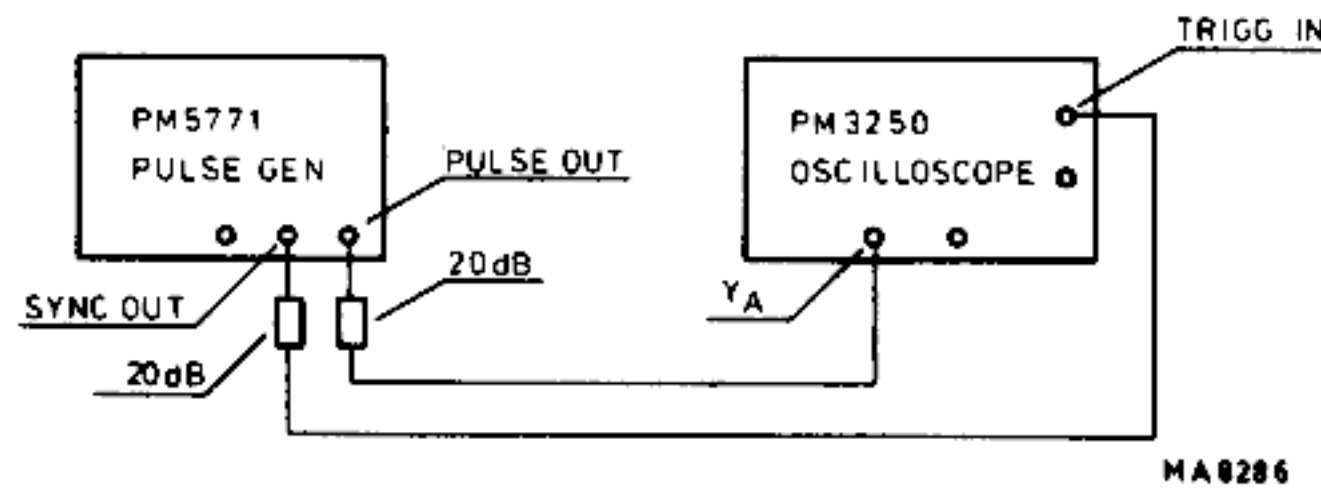 TRIGG IN
PM5771
PULSE GEN
PULSE OUT
PM3250
OSCILLOSCOPE
20dB
SYNC OUT
YA
20dB
MA8286